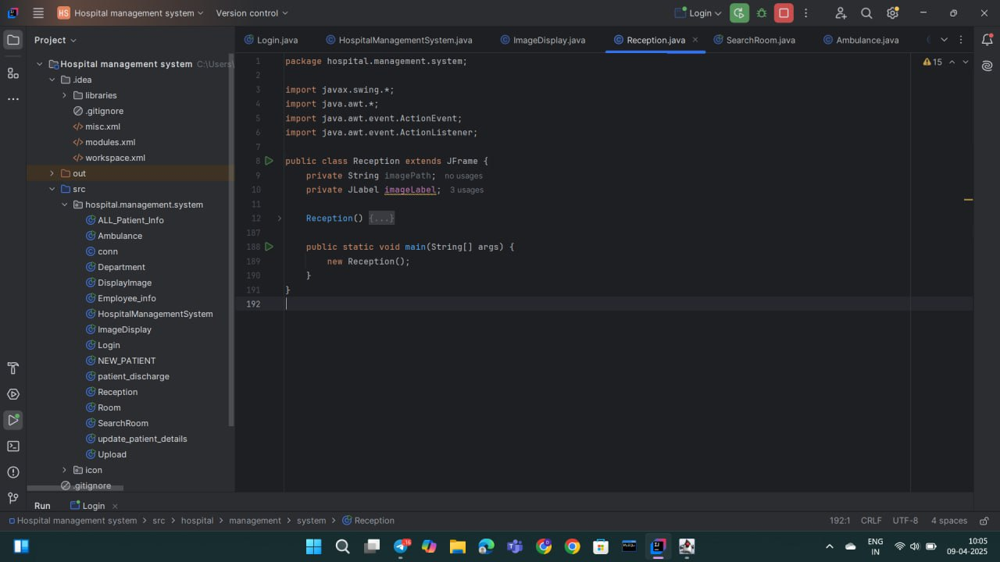 HS Hospital management system Version control Login
Project
Login.java HospitalManagementSystem.java ImageDisplay.java Reception.java SearchRoom.java Ambulance.java
Hospital management system C:\Users\
.idea
libraries
.gitignore
misc.xml
modules.xml
workspace.xml
out
src
hospital.management.system
ALL_Patient_Info
Ambulance
conn
Department
DisplayImage
Employee_info
HospitalManagementSystem
ImageDisplay
Login
NEW_PATIENT
patient_discharge
Reception
Room
SearchRoom
update_patient_details
Upload
icon
.gitignore
15
1 package hospital.management.system;
2
3 import javax.swing.*;
4 import java.awt.*;
5 import java.awt.event.ActionEvent;
6 import java.awt.event.ActionListener;
7
8 public class Reception extends JFrame {
9 private String imagePath; no usages
10 private JLabel imageLabel; 3 usages
11
12 Reception() {...}
187
188 public static void main(String[] args) {
189 new Reception();
190 }
191 }
192
Run Login
Hospital management system > src > hospital > management > system > Reception 192:1 CRLF UTF-8 4 spaces
ENG
IN
10:05
09-04-2025